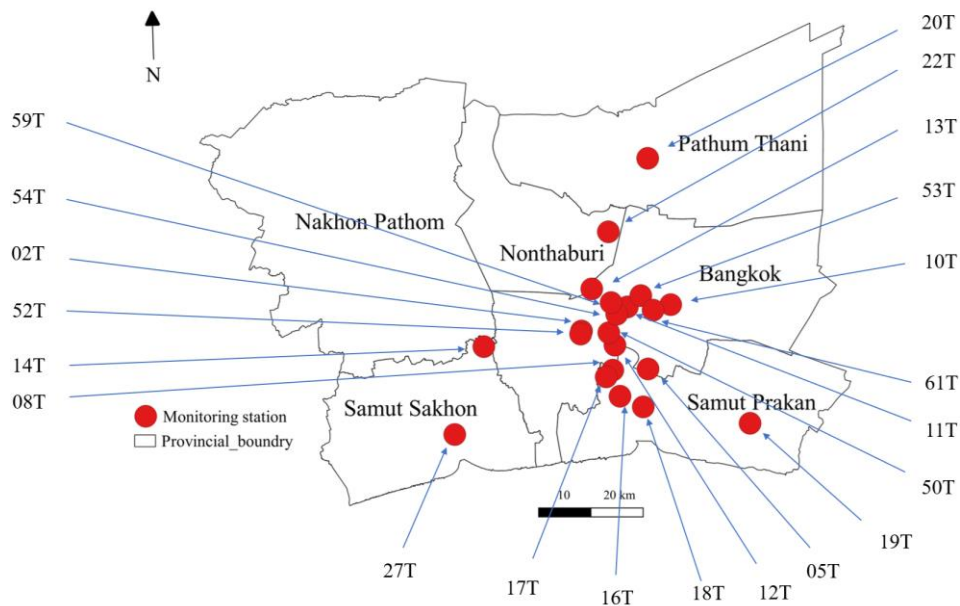 20T
22T
N
59T
13T
Pathum Thani
54T
53T
Nakhon Pathom
02T
Nonthaburi
Bangkok
10T
52T
14T
61T
08T
Monitoring station
Samut Sakhon
Samut Prakan
Provincial_boundry
11T
50T
10
20 km
19T
27T
05T
17T
16T
18T
12T